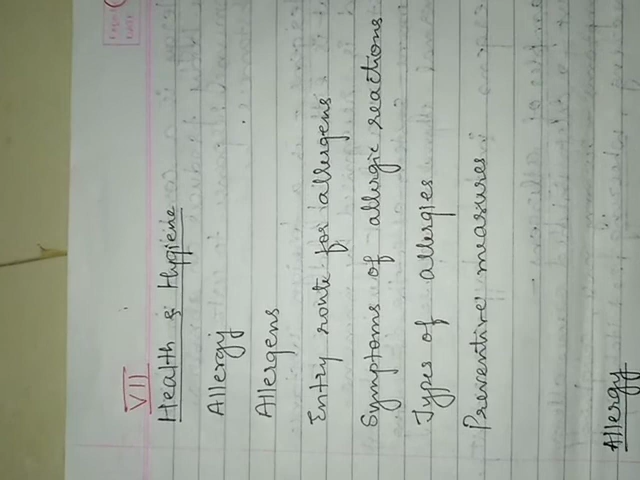 VII
Health & Hygiene
Allergy
Allergens
Entry route for allergens
Symptoms of allergic reactions
Types of allergies
Preventive measures.
Allergy